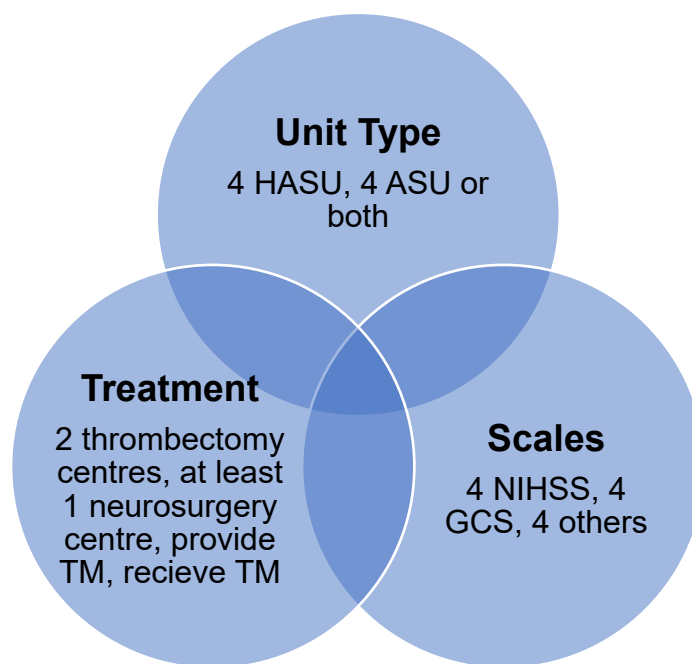 Unit Type
4 HASU, 4 ASU or
both
Treatment
2 thrombectomy
centres, at least
1 neurosurgery
centre, provide
TM, recieve TM
Scales
4 NIHSS, 4
GCS, 4 others